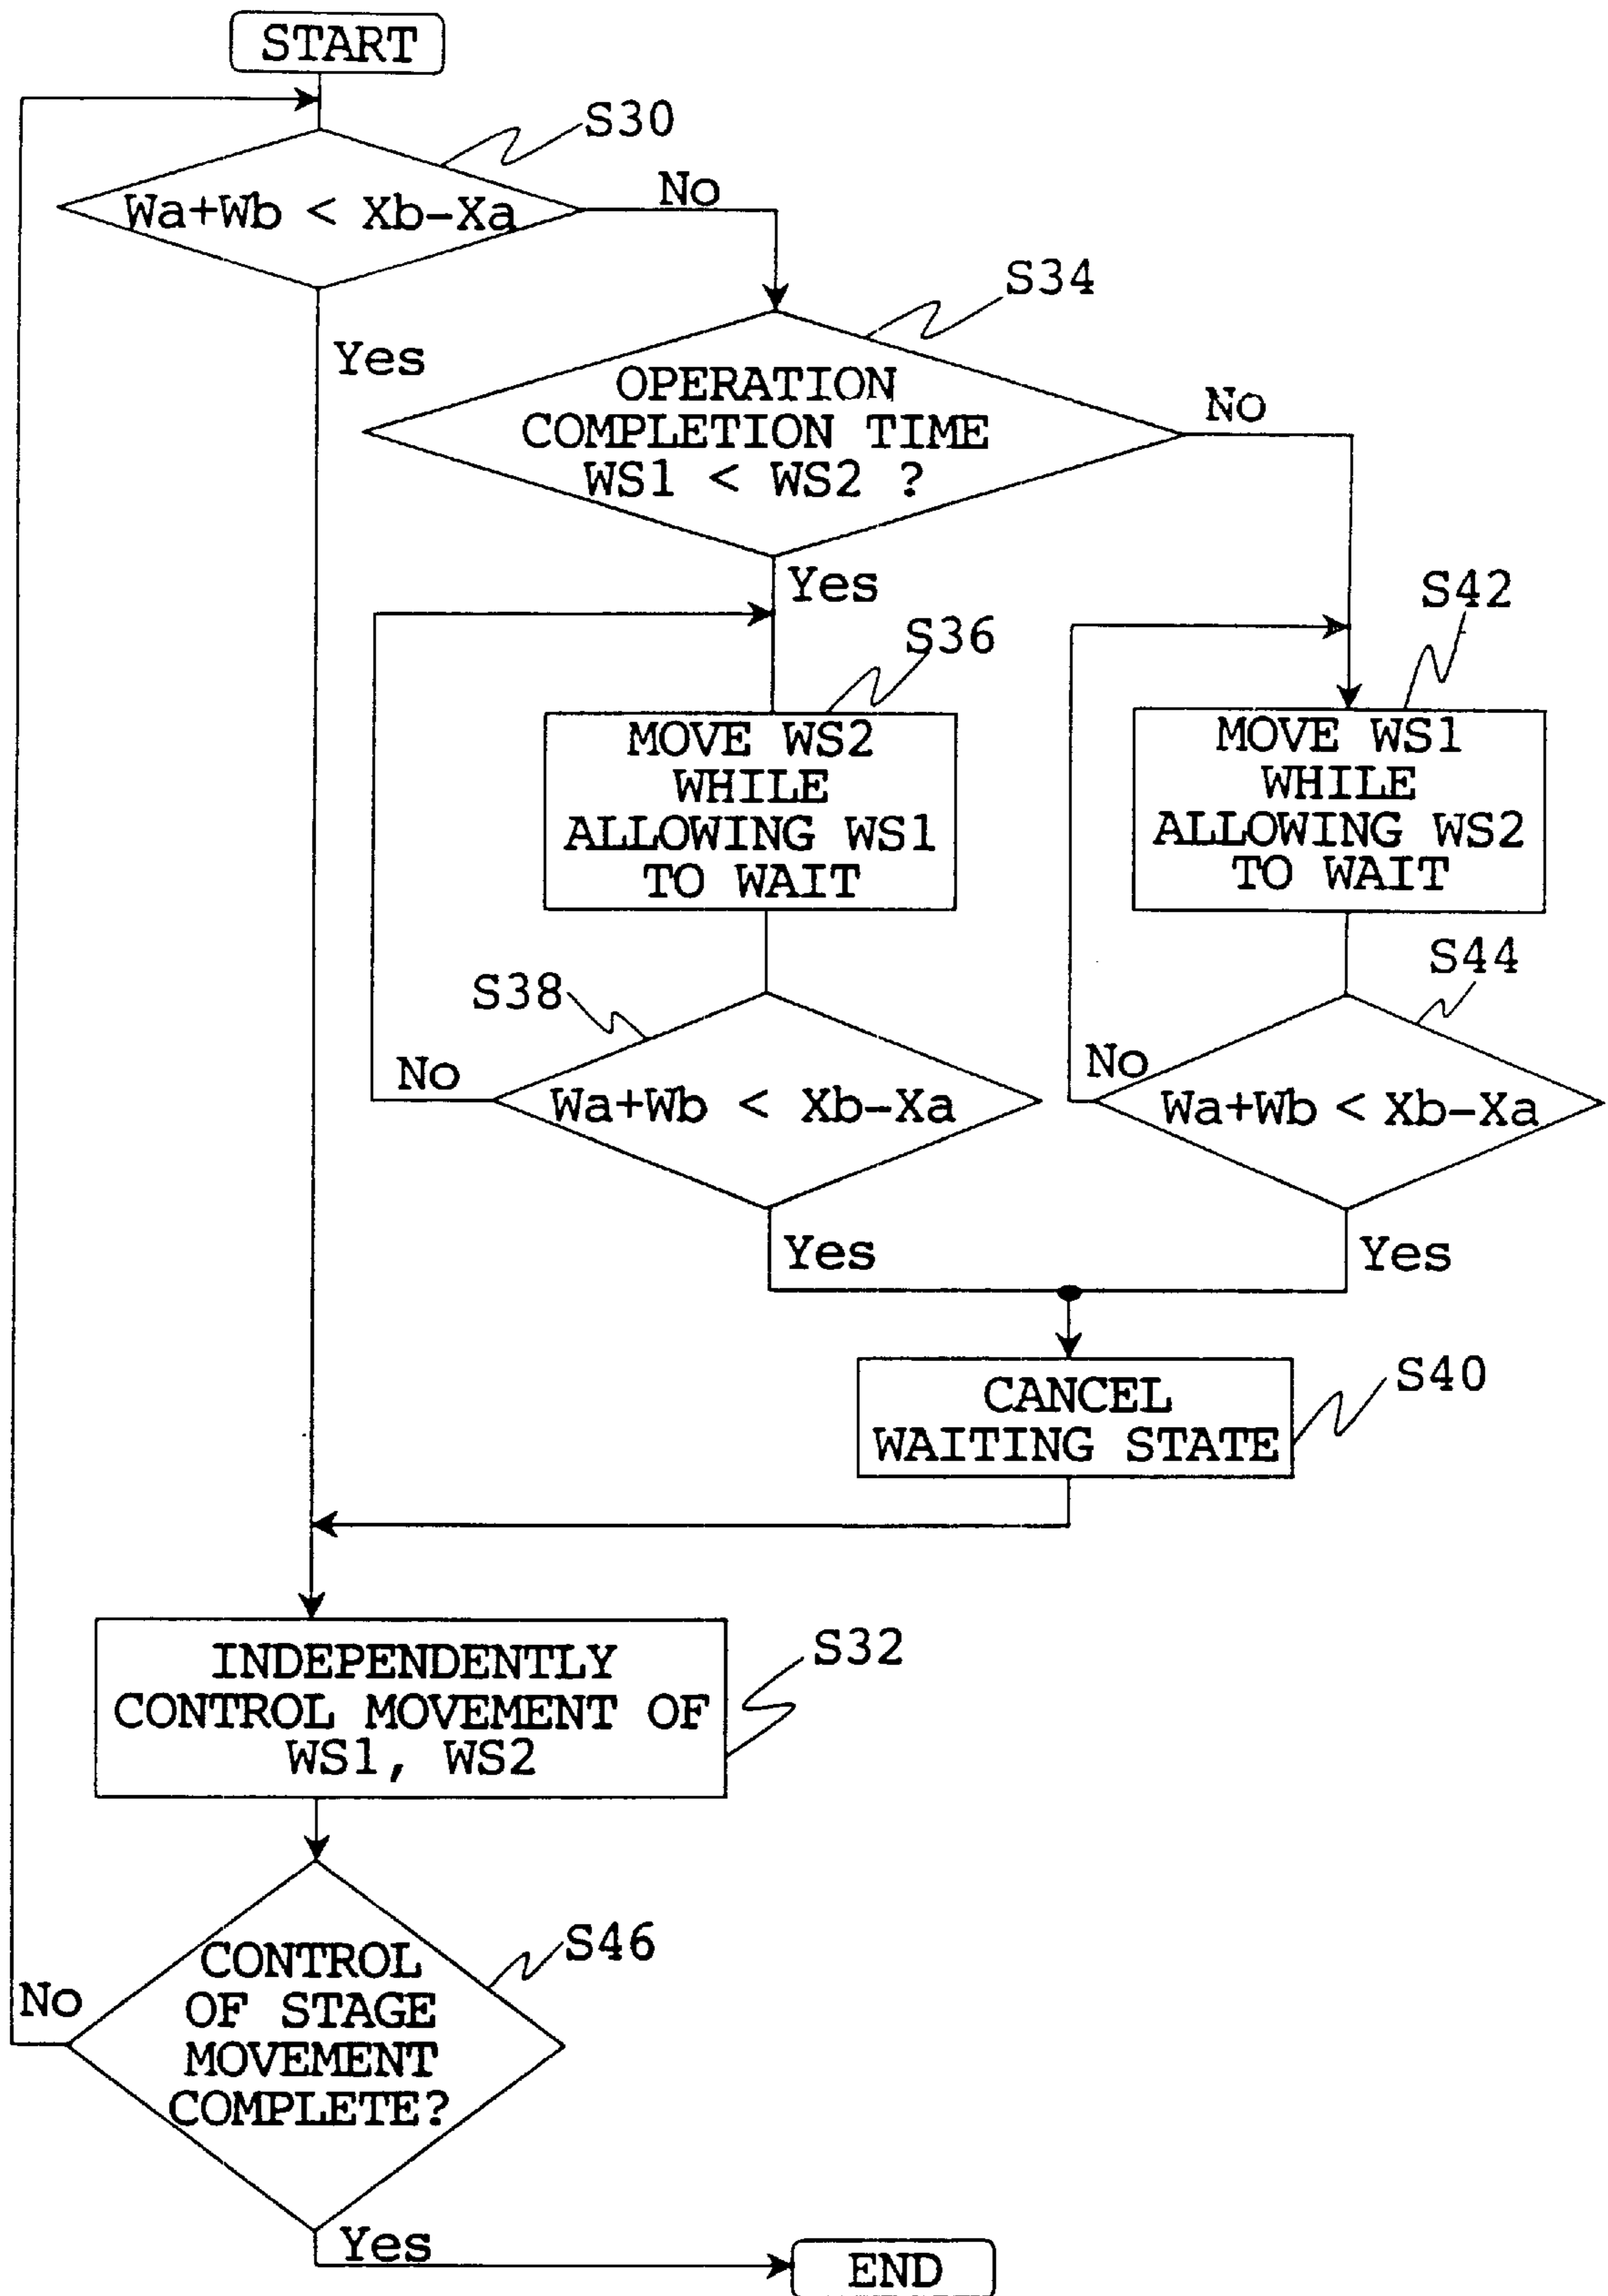 START
S30
Wa+Wb < Xb-Xa
No
Yes
S34
OPERATION
COMPLETION TIME
WS1 < WS2 ?
No
Yes
S36
MOVE WS2
WHILE
ALLOWING WS1
TO WAIT
S42
MOVE WS1
WHILE
ALLOWING WS2
TO WAIT
S38
No
Wa+Wb < Xb-Xa
Yes
S44
No
Wa+Wb < Xb-Xa
Yes
S40
CANCEL
WAITING STATE
S32
INDEPENDENTLY
CONTROL MOVEMENT OF
WS1, WS2
S46
CONTROL
OF STAGE
MOVEMENT
COMPLETE?
No
Yes
END